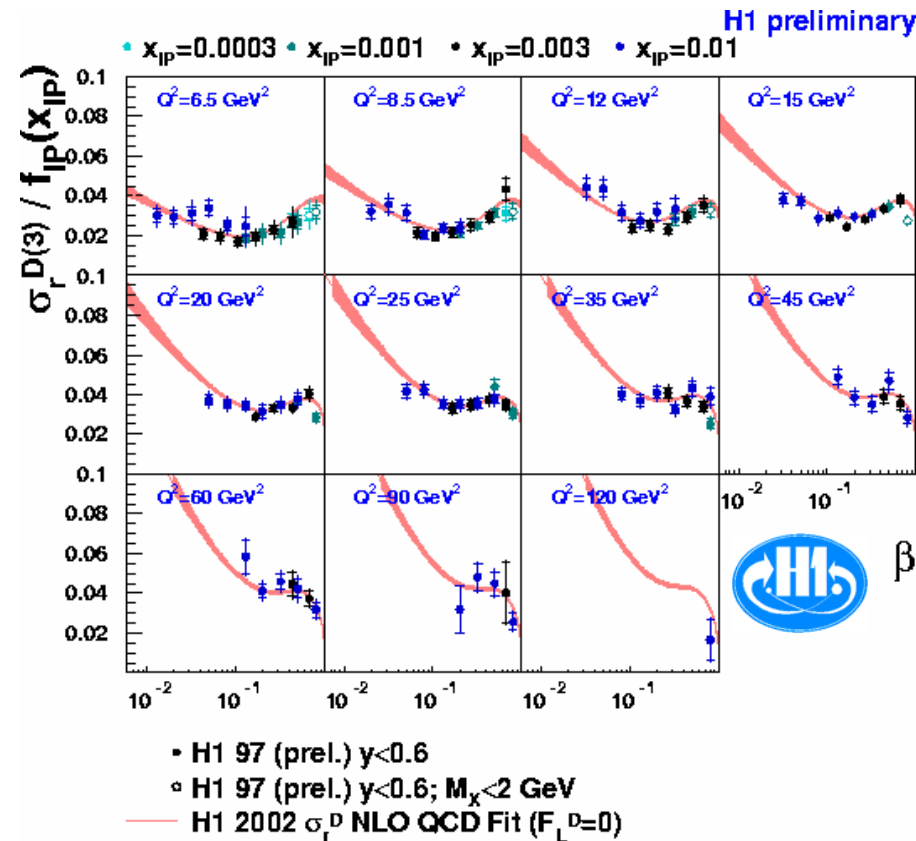 H1 preliminary
x_IP=0.0003 x_IP=0.001 x_IP=0.003 x_IP=0.01
σ_r^D(3) / f_IP(x_IP)
0.1 Q²=6.5 GeV² Q²=8.5 GeV² Q²=12 GeV² Q²=15 GeV²
0.08
0.06
0.04
0.02
0.1 Q²=20 GeV² Q²=25 GeV² Q²=35 GeV² Q²=45 GeV²
0.08
0.06
0.04
0.02
10⁻² 10⁻¹
0.1 Q²=60 GeV² Q²=90 GeV² Q²=120 GeV²
0.08
0.06
0.04
0.02
H1
β
10⁻² 10⁻¹ 10⁻² 10⁻¹ 10⁻² 10⁻¹
H1 97 (prel.) y<0.6
H1 97 (prel.) y<0.6; M_X<2 GeV
H1 2002 σ_r^D NLO QCD Fit (F_L^D=0)